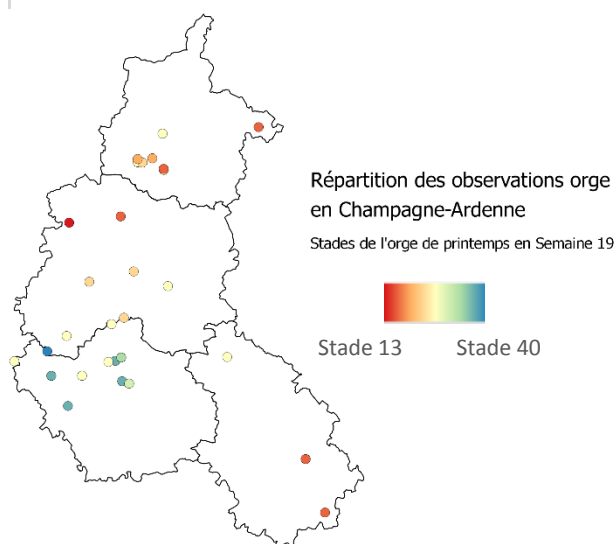 Répartition des observations orge
en Champagne-Ardenne
Stades de l'orge de printemps en Semaine 19
Stade 13 Stade 40